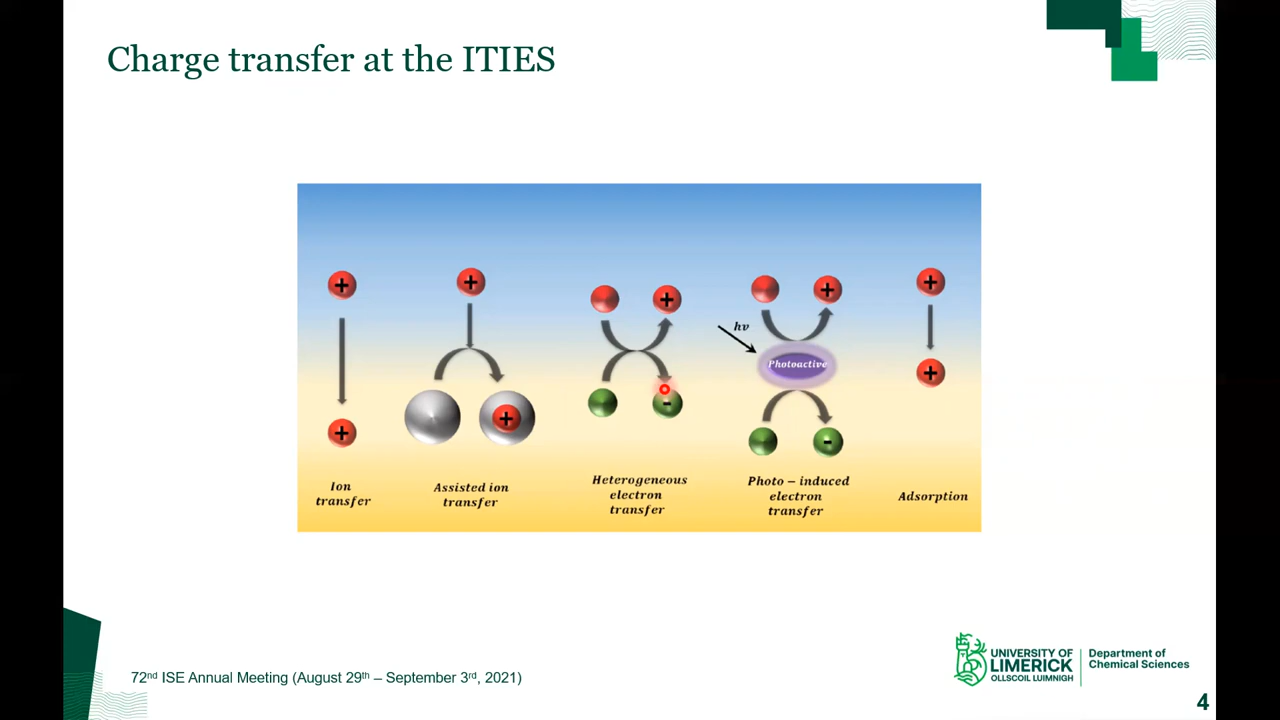 Charge transfer at the ITIES
+
+
+
+
+
-
hν
Photoactive
+
-
+
+
Ion
transfer
Assisted ion
transfer
Heterogeneous
electron
transfer
Photo – induced
electron
transfer
Adsorption
72nd ISE Annual Meeting (August 29th – September 3rd, 2021)
UNIVERSITY OF
LIMERICK
OLLSCOIL LUIMNIGH
Department of
Chemical Sciences
4